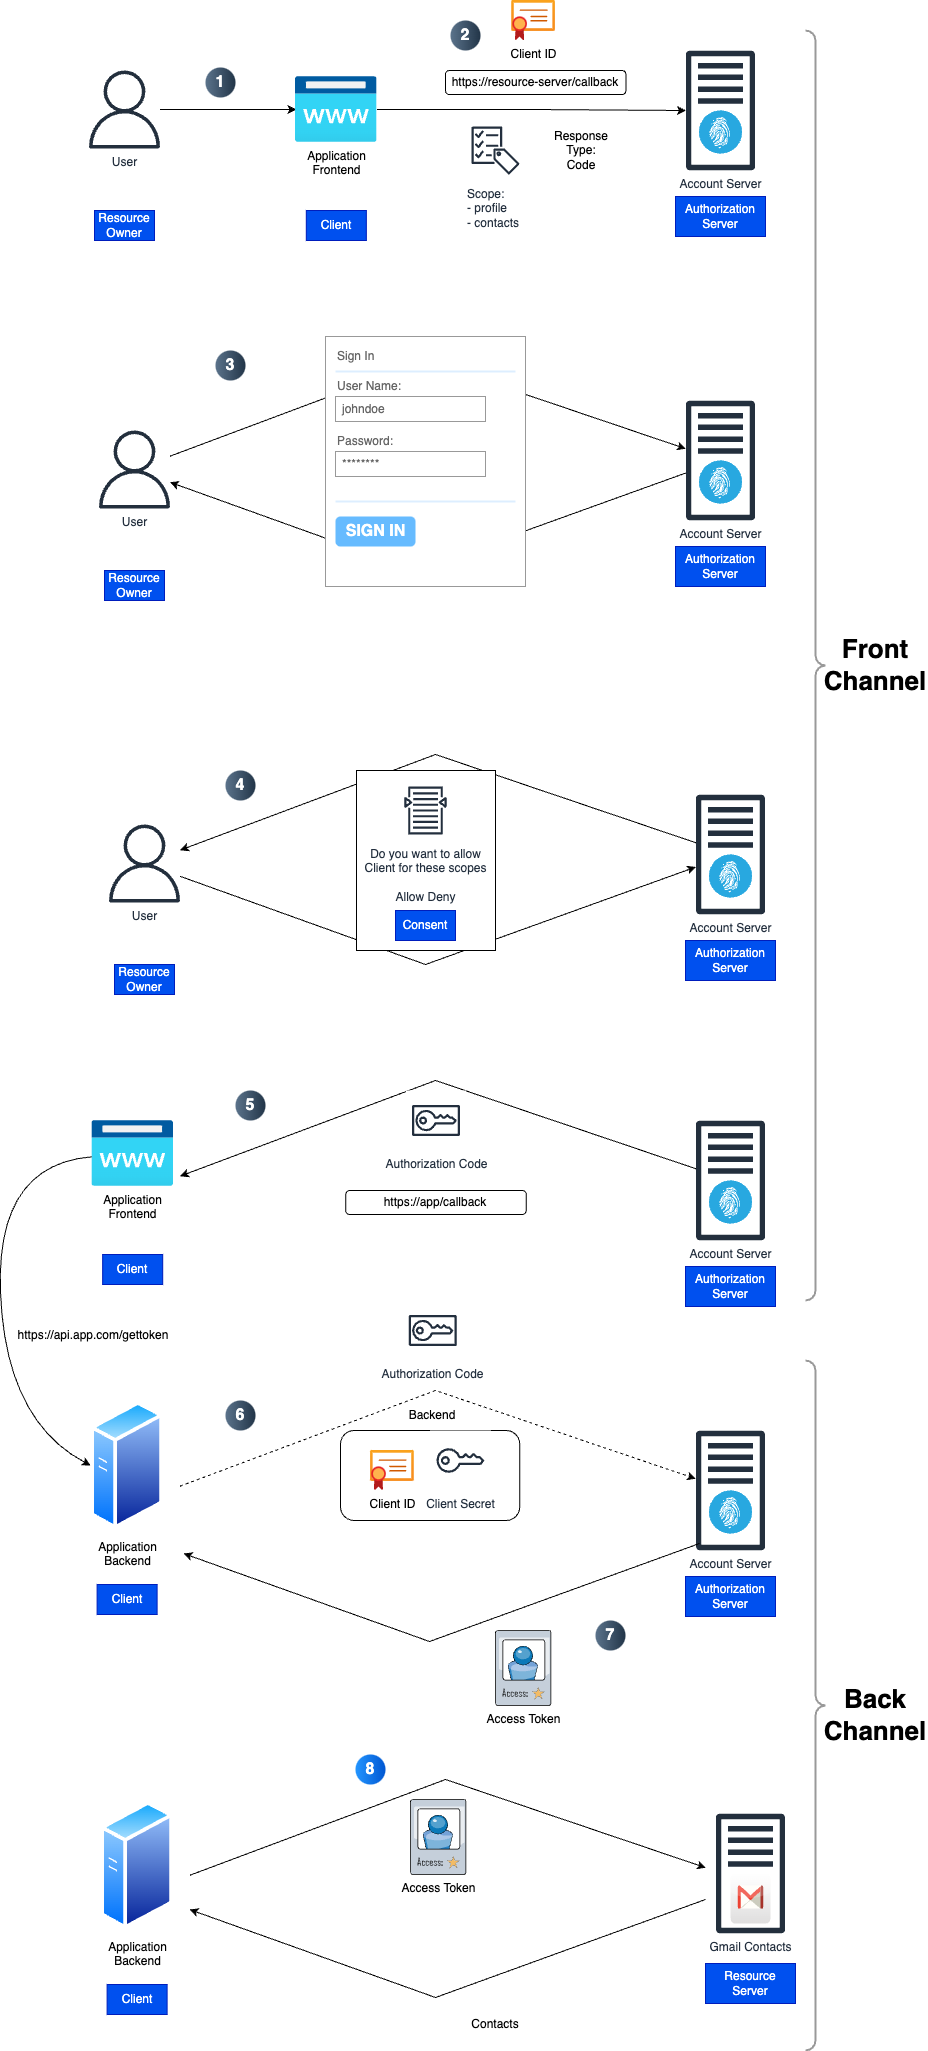 2
Client ID
1
https://resource-server/callback
WWW
Response
Type:
Code
User
Application
Frontend
Scope:
- profile
- contacts
Account Server
Resource
Owner
Client
Authorization
Server
3
Sign In
User Name:
johndoe
Password:
********
SIGN IN
User
Account Server
Resource
Owner
Authorization
Server
Front
Channel
4
Do you want to allow
Client for these scopes
Allow Deny
Consent
User
Account Server
Resource
Owner
Authorization
Server
5
WWW
Authorization Code
https://app/callback
Application
Frontend
Account Server
Client
Authorization
Server
https://api.app.com/gettoken
Authorization Code
6
Backend
Client ID
Client Secret
Application
Backend
Account Server
Client
Authorization
Server
7
Access:
Access Token
Back
Channel
8
Access:
Access Token
Application
Backend
Gmail Contacts
Client
Resource
Server
Contacts